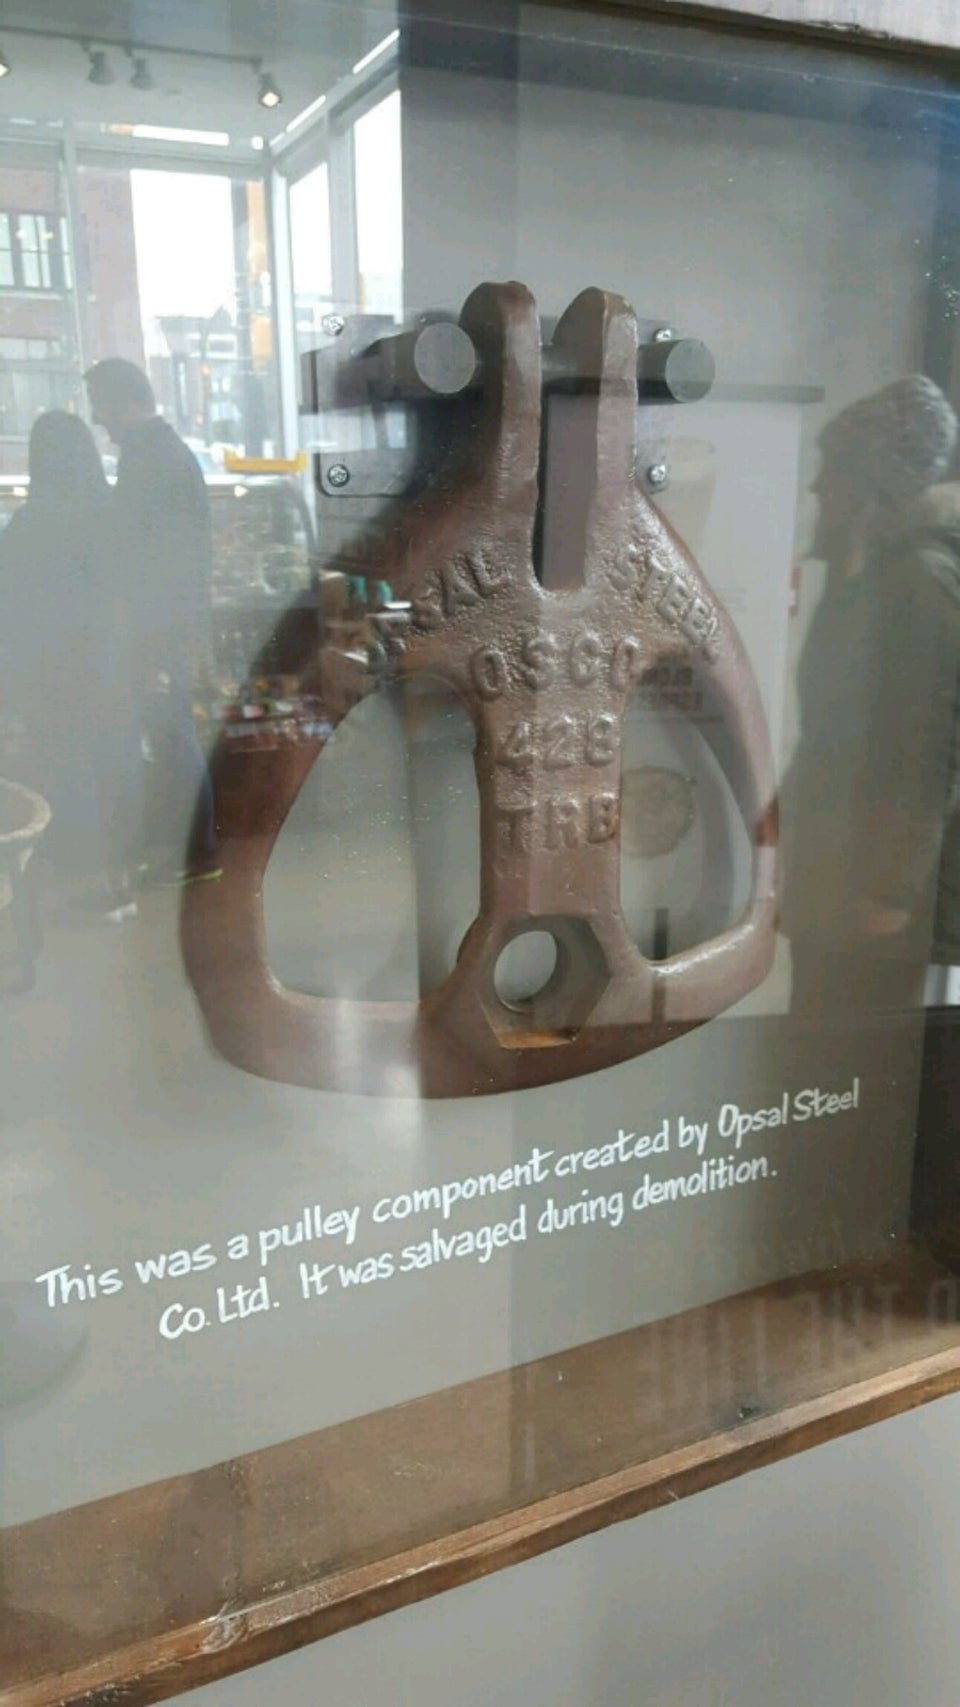 OPSAL STEEL
OSCO
42B
TRB
This was a pulley component created by Opsal Steel
Co. Ltd. It was salvaged during demolition.